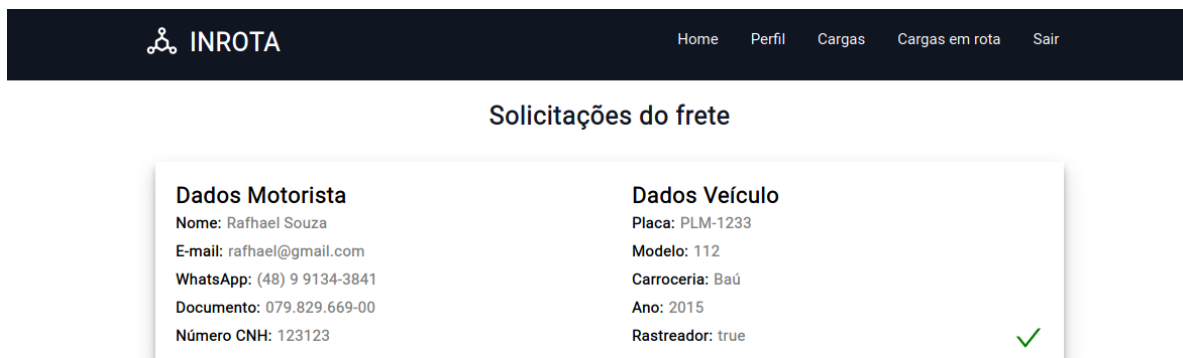 INROTA
Home Perfil Cargas Cargas em rota Sair
Solicitações do frete
Dados Motorista
Nome: Rafhael Souza
E-mail: rafhael@gmail.com
WhatsApp: (48) 9 9134-3841
Documento: 079.829.669-00
Número CNH: 123123
Dados Veículo
Placa: PLM-1233
Modelo: 112
Carroceria: Baú
Ano: 2015
Rastreador: true